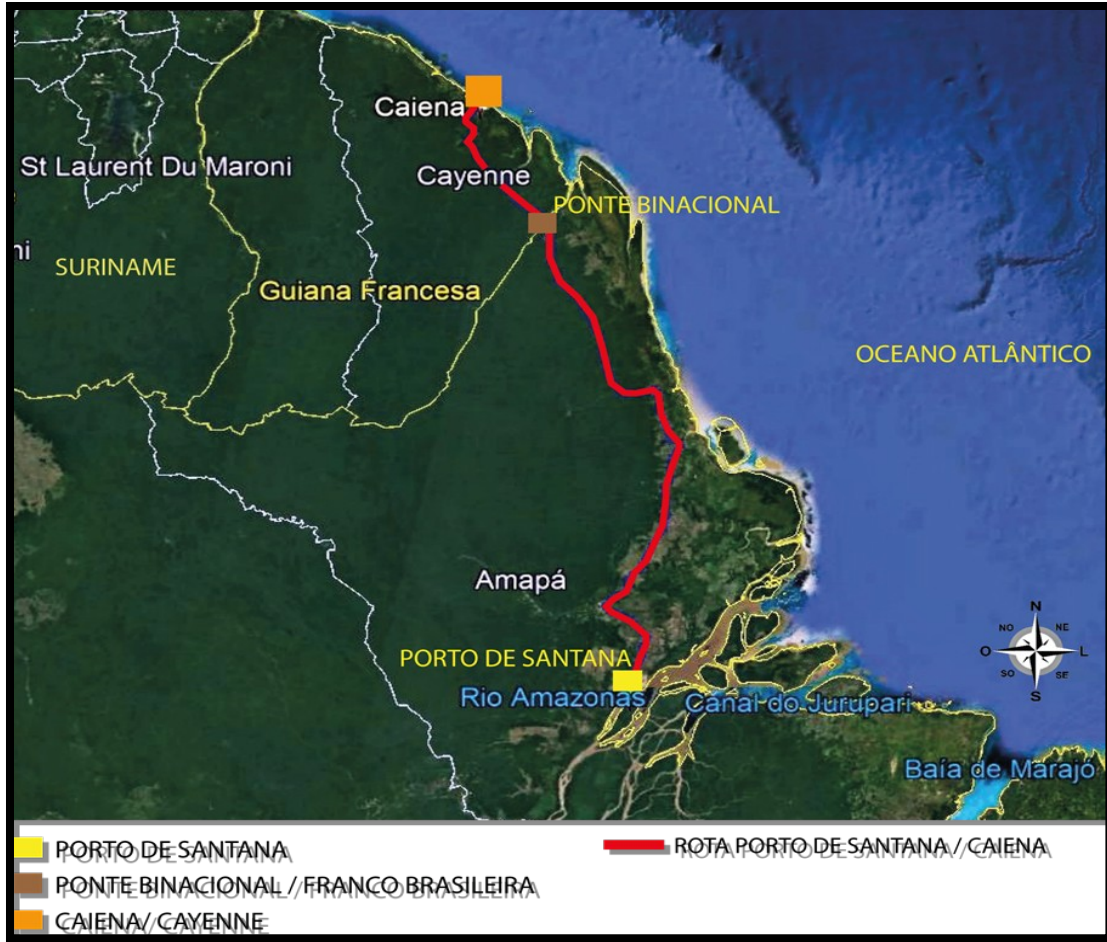 Caiena
Cayenne
St Laurent Du Maroni
PONTE BINACIONAL
ni
SURINAME
Guiana Francesa
OCEANO ATLÂNTICO
Amapá
N
NO NE
O L
SO SE
S
PORTO DE SANTANA
Rio Amazonas
Canal do Jurupari
Baía de Marajó
PORTO DE SANTANA
ROTA PORTO DE SANTANA / CAIENA
PONTE BINACIONAL / FRANCO BRASILEIRA
CAIENA/ CAYENNE